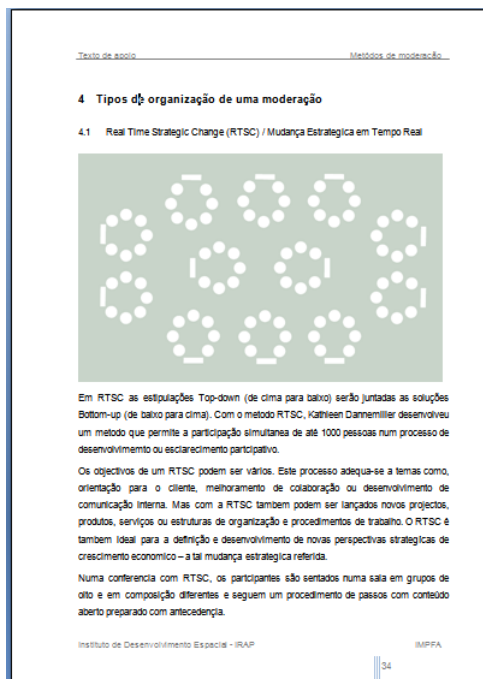 Texto de apoio Metódos de moderacão
4 Tipos de organização de uma moderação
4.1 Real Time Strategic Change (RTSC) / Mudança Estrategica em Tempo Real
Em RTSC as estipulações Top-down (de cima para baixo) serão juntadas as soluções
Bottom-up (de baixo para cima). Com o metodo RTSC, Kathleen Dannemiller desenvolveu
um metodo que permite a participação simultanea de até 1000 pessoas num processo de
desenvolvimemto ou esclarecimento partcipativo.
Os objectivos de um RTSC podem ser vários. Este processo adequa-se a temas como,
orientação para o cliente, melhoramento de colaboração ou desenvolvimento de
comunicação interna. Mas com a RTSC tambem podem ser lançados novos projectos,
produtos, serviços ou estruturas de organização e procedimentos de trabalho. O RTSC é
tambem ideal para a definição e desenvolvimento de novas perspectivas strategicas de
crescimento economico – a tal mudança estrategica referida.
Numa conferencia com RTSC, os partcipantes são sentados numa sala em grupos de
oito e em composição diferentes e seguem um procedimento de passos com conteúdo
aberto preparado com antecedençia.
Instituto de Desenvolvimento Espacial - IRAP IMPFA
34